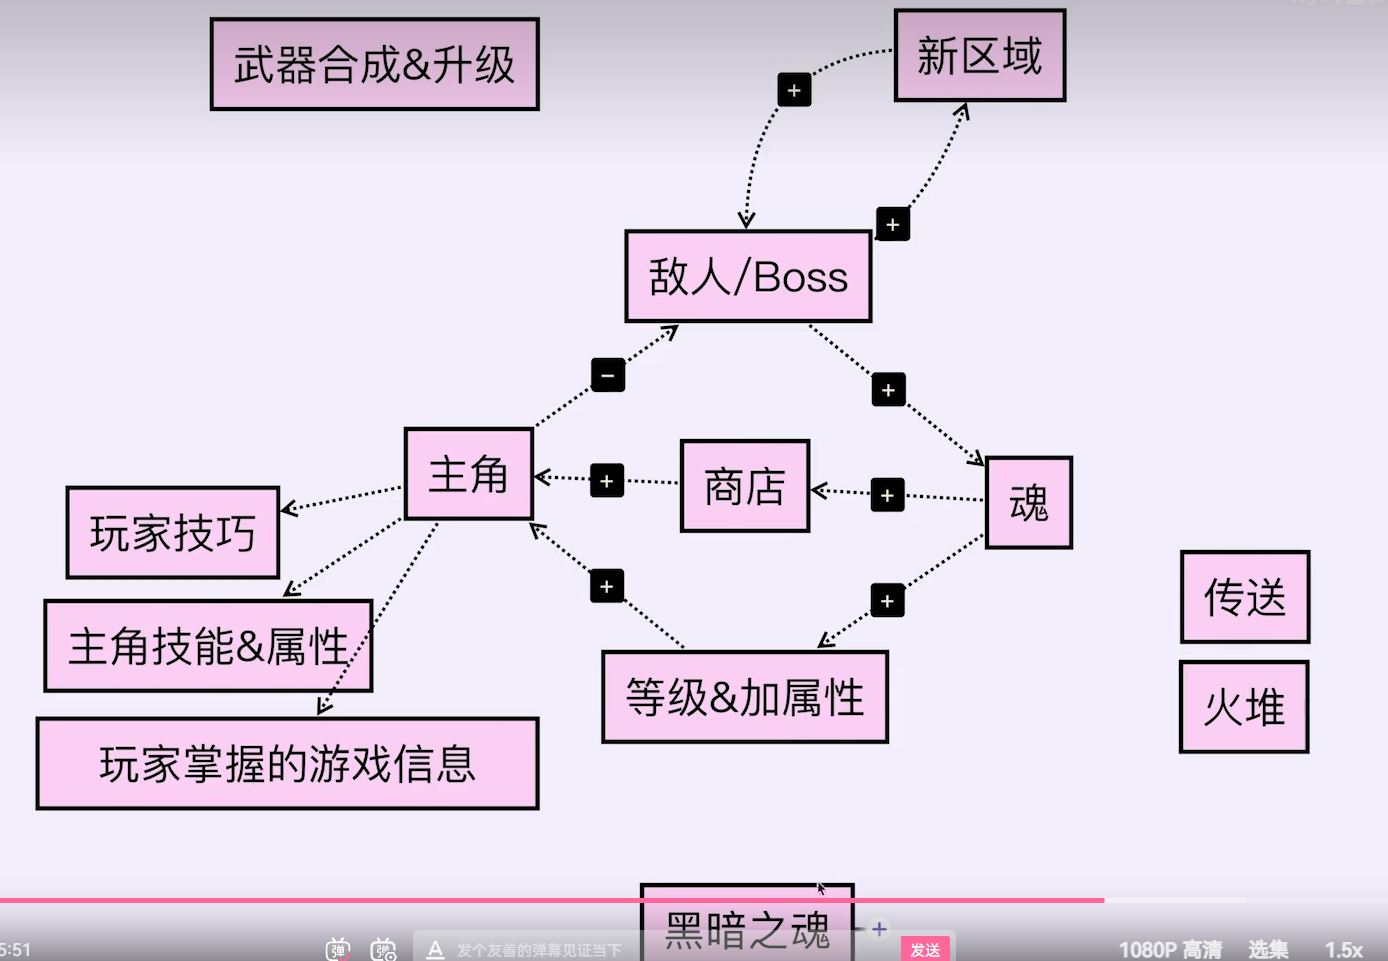 武器合成&升级
新区域
+
+
敌人/Boss
−
+
主角
+
商店
+
魂
玩家技巧
传送
+
+
主角技能&属性
等级&加属性
火堆
玩家掌握的游戏信息
黑暗之魂
+
5:51
弹
弹
A
发个友善的弹幕见证当下
发送
1080P 高清
选集
1.5x